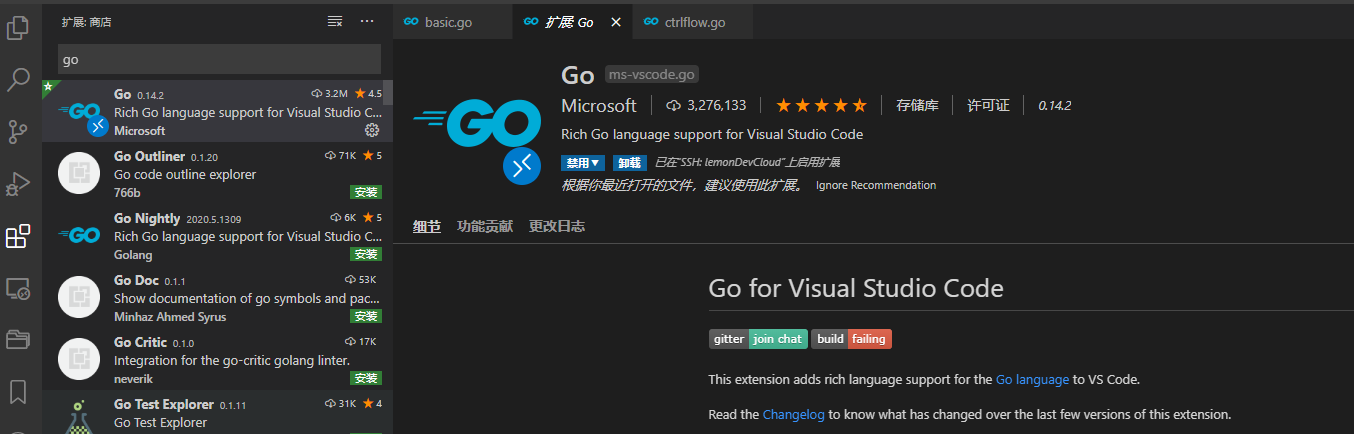 扩展: 商店
go
Go 0.14.2 3.2M 4.5
Rich Go language support for Visual Studio C...
Microsoft
Go Outliner 0.1.20 71K 5
Go code outline explorer
766b 安装
Go Nightly 2020.5.1309 6K 5
Rich Go language support for Visual Studio C...
Golang 安装
Go Doc 0.1.1 53K
Show documentation of go symbols and pac...
Minhaz Ahmed Syrus 安装
Go Critic 0.1.0 17K
Integration for the go-critic golang linter.
neverik 安装
Go Test Explorer 0.1.11 31K 4
Go Test Explorer
GO basic.go GO 扩展: Go GO ctrlflow.go
GO
Go ms-vscode.go
Microsoft 3,276,133 存储库 许可证 0.14.2
Rich Go language support for Visual Studio Code
禁用 卸载 已在"SSH: lemonDevCloud"上启用扩展
根据你最近打开的文件，建议使用此扩展。 Ignore Recommendation
细节 功能贡献 更改日志
Go for Visual Studio Code
gitter join chat build failing
This extension adds rich language support for the Go language to VS Code.
Read the Changelog to know what has changed over the last few versions of this extension.